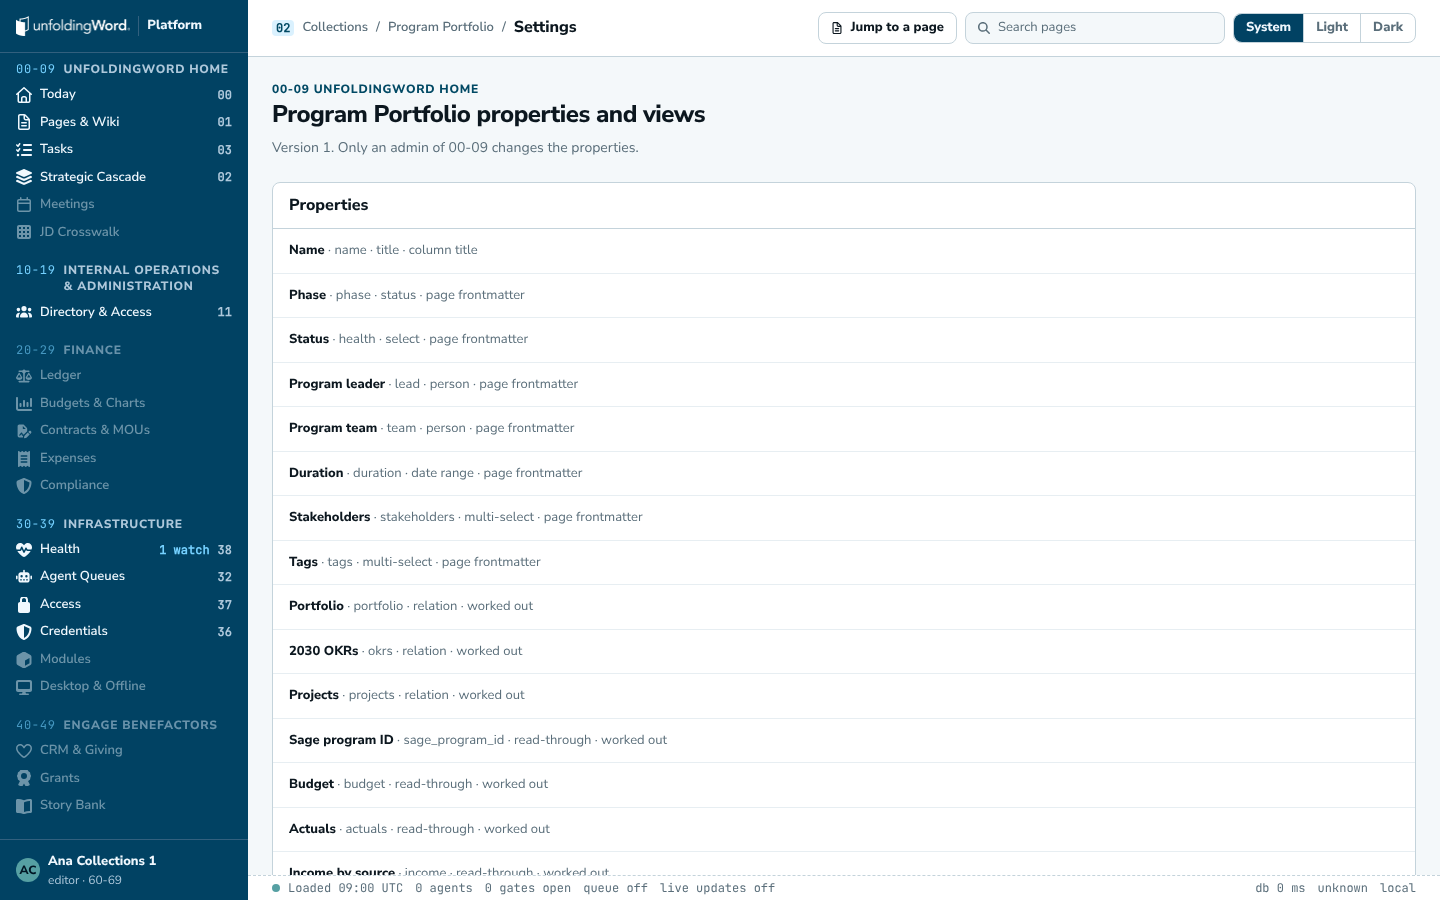 unfoldingWord® Platform
00-09 UNFOLDINGWORD HOME
Today 00
Pages & Wiki 01
Tasks 03
Strategic Cascade 02
Meetings
JD Crosswalk
10-19 INTERNAL OPERATIONS
& ADMINISTRATION
Directory & Access 11
20-29 FINANCE
Ledger
Budgets & Charts
Contracts & MOUs
Expenses
Compliance
30-39 INFRASTRUCTURE
Health 1 watch 38
Agent Queues 32
Access 37
Credentials 36
Modules
Desktop & Offline
40-49 ENGAGE BENEFACTORS
CRM & Giving
Grants
Story Bank
AC Ana Collections 1
editor · 60-69
02 Collections / Program Portfolio / Settings
Jump to a page
Search pages
System Light Dark
00-09 UNFOLDINGWORD HOME
Program Portfolio properties and views
Version 1. Only an admin of 00-09 changes the properties.
Properties
Name · name · title · column title
Phase · phase · status · page frontmatter
Status · health · select · page frontmatter
Program leader · lead · person · page frontmatter
Program team · team · person · page frontmatter
Duration · duration · date range · page frontmatter
Stakeholders · stakeholders · multi-select · page frontmatter
Tags · tags · multi-select · page frontmatter
Portfolio · portfolio · relation · worked out
2030 OKRs · okrs · relation · worked out
Projects · projects · relation · worked out
Sage program ID · sage_program_id · read-through · worked out
Budget · budget · read-through · worked out
Actuals · actuals · read-through · worked out
Income by source · income · read-through · worked out
Loaded 09:00 UTC 0 agents 0 gates open queue off live updates off
db 0 ms unknown local